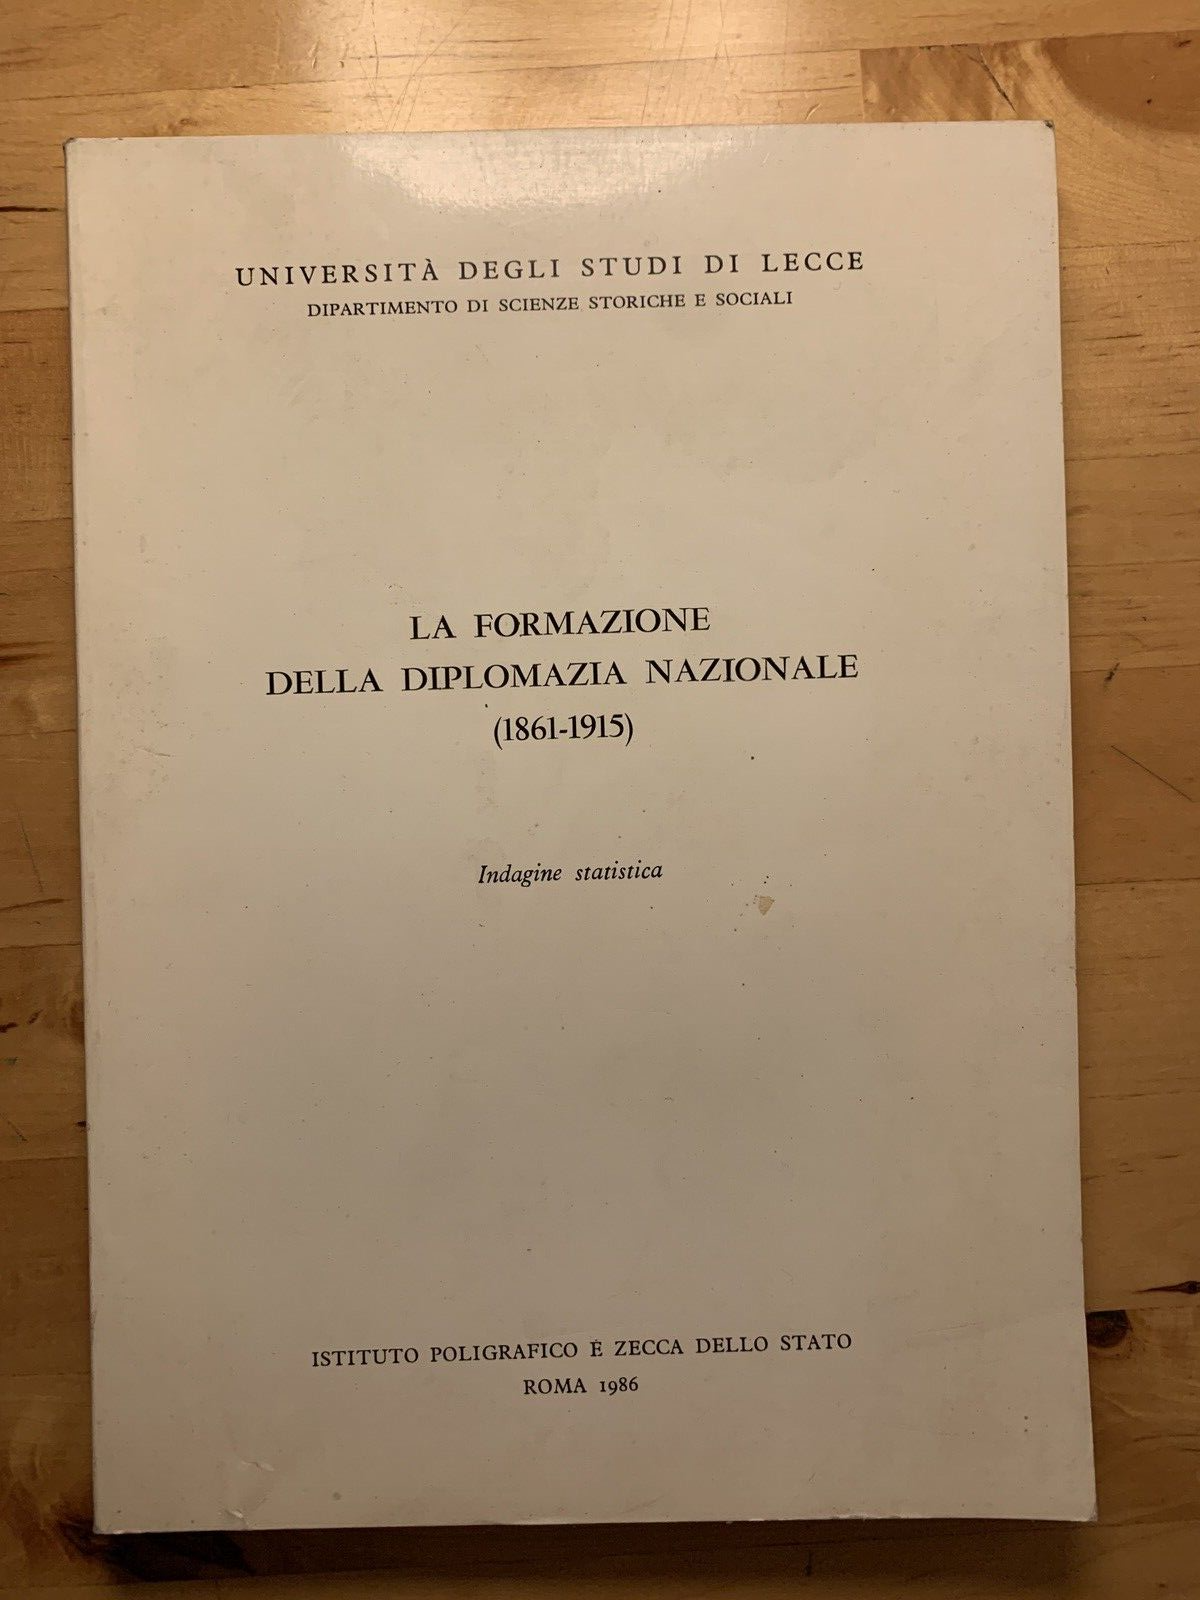 UNIVERSITÀ DEGLI STUDI DI LECCE
DIPARTIMENTO DI SCIENZE STORICHE E SOCIALI
LA FORMAZIONE
DELLA DIPLOMAZIA NAZIONALE
(1861-1915)
Indagine statistica
ISTITUTO POLIGRAFICO E ZECCA DELLO STATO
ROMA 1986